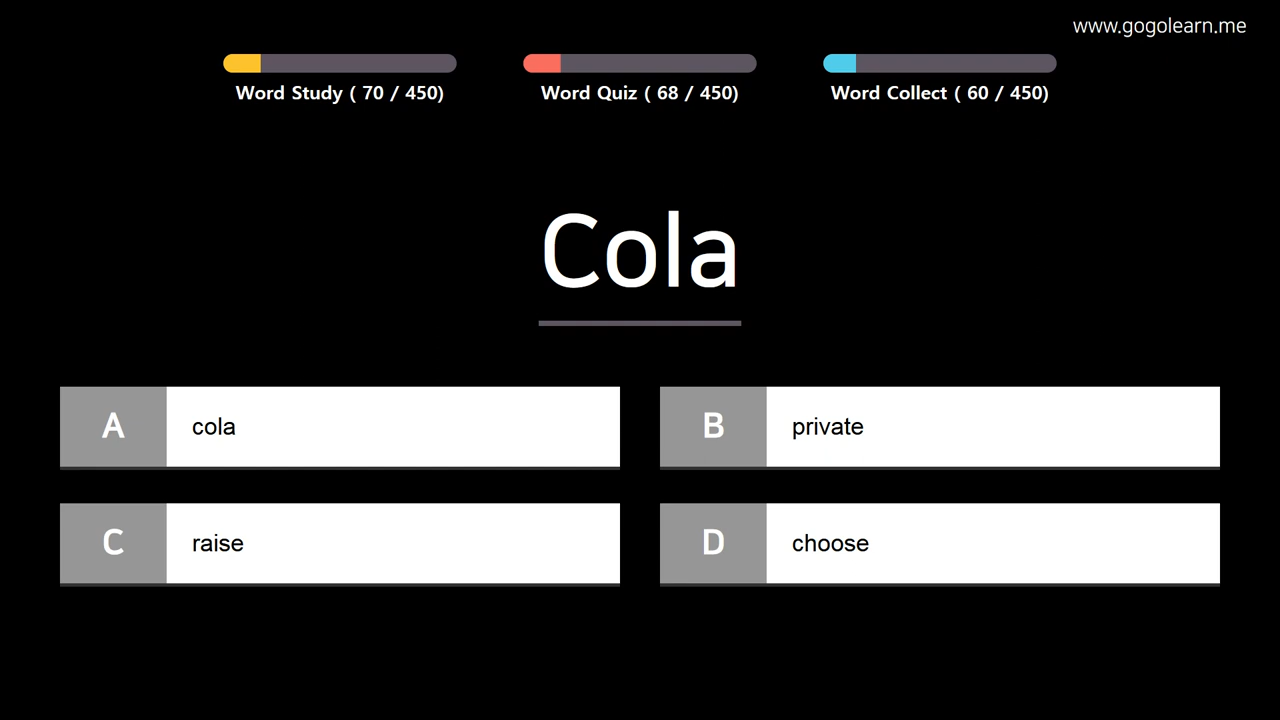 www.gogolearn.me
Word Study ( 70 / 450)
Word Quiz ( 68 / 450)
Word Collect ( 60 / 450)
Cola
A cola
B private
C raise
D choose